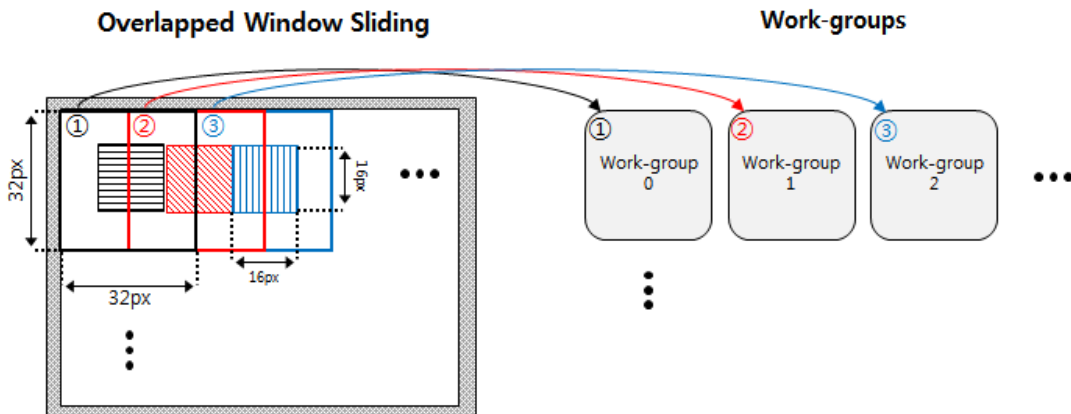 Overlapped Window Sliding
Work-groups
① ② ③
32px
16px
16px
32px
① Work-group
0
② Work-group
1
③ Work-group
2